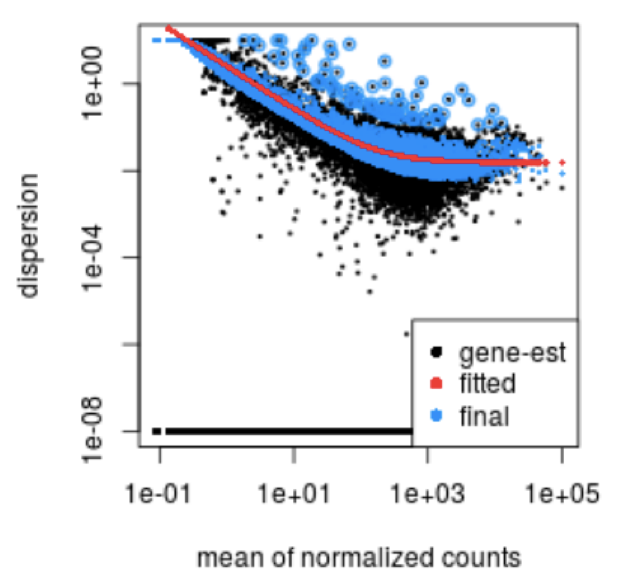 dispersion
1e+00
1e-04
1e-08
gene-est
fitted
final
1e-01 1e+01 1e+03 1e+05
mean of normalized counts